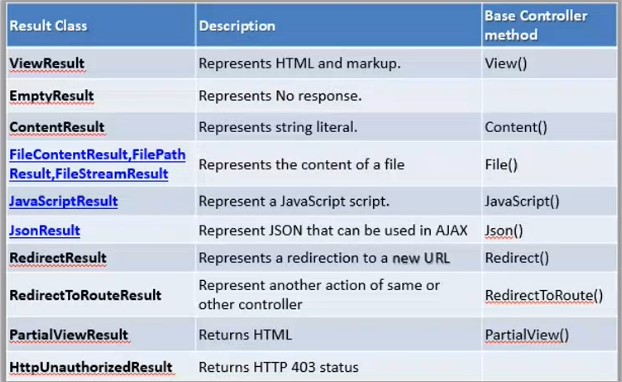 Result Class Description Base Controller method
ViewResult Represents HTML and markup. View()
EmptyResult Represents No response.
ContentResult Represents string literal. Content()
FileContentResult,FilePath
Result,FileStreamResult Represents the content of a file File()
JavaScriptResult Represent a JavaScript script. JavaScript()
JsonResult Represent JSON that can be used in AJAX Json()
RedirectResult Represents a redirection to a new URL Redirect()
RedirectToRouteResult Represent another action of same or
other controller RedirectToRoute()
PartialViewResult Returns HTML PartialView()
HttpUnauthorizedResult Returns HTTP 403 status